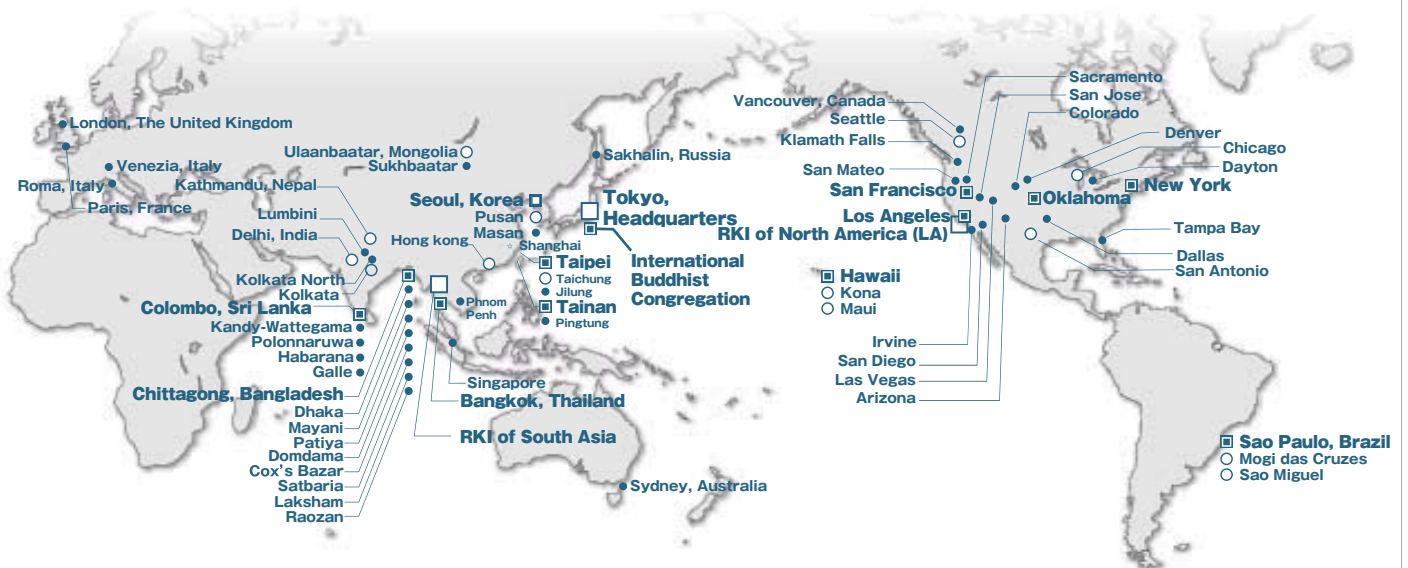 London, The United Kingdom
Venezia, Italy
Roma, Italy
Paris, France
Ulaanbaatar, Mongolia
Sukhbaatar
Kathmandu, Nepal
Lumbini
Delhi, India
Kolkata North
Kolkata
Colombo, Sri Lanka
Kandy-Wattegama
Polonnaruwa
Habarana
Galle
Chittagong, Bangladesh
Dhaka
Mayani
Patiya
Domdama
Cox's Bazar
Satbaria
Laksham
Raozan
Sakhalin, Russia
Seoul, Korea
Pusan
Masan
Hong kong
Shanghai
Tokyo,
Headquarters
International
Buddhist
Congregation
Taipei
Taichung
Jilung
Tainan
Pingtung
Phnom
Penh
Singapore
Bangkok, Thailand
RKI of South Asia
Sydney, Australia
Vancouver, Canada
Seattle
Klamath Falls
San Mateo
San Francisco
Los Angeles
RKI of North America (LA)
Hawaii
Kona
Maui
Irvine
San Diego
Las Vegas
Arizona
Sacramento
San Jose
Colorado
Denver
Chicago
Dayton
New York
Oklahoma
Tampa Bay
Dallas
San Antonio
Sao Paulo, Brazil
Mogi das Cruzes
Sao Miguel